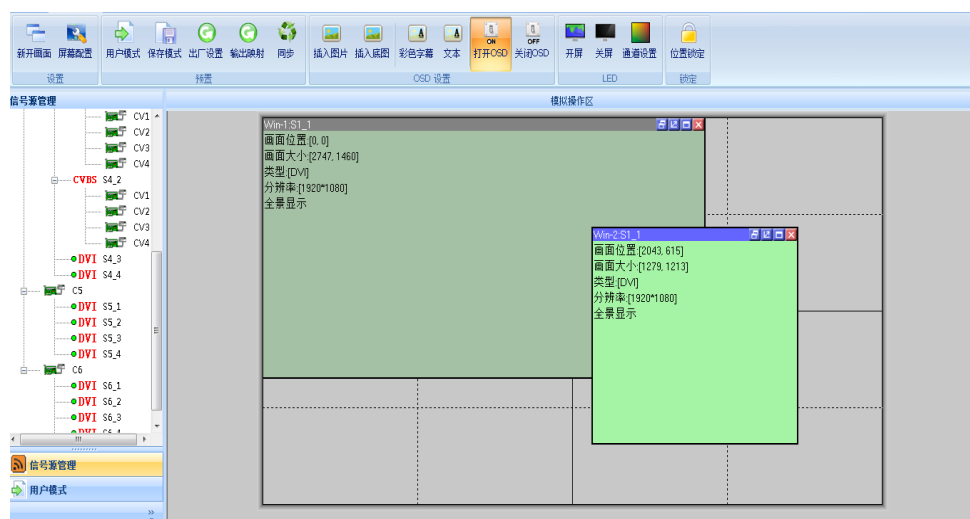 新开画面 屏幕配置 用户模式 保存模式 出厂设置 输出映射 同步 插入图片 插入底图 彩色字幕 文本 打开OSD 关闭OSD 开屏 关屏 通道设置 位置锁定
ON OFF
设置 预置 OSD 设置 LED 锁定
信号源管理 模拟操作区
CV1
CV2
CV3
CV4
CVBS S4_2
CV1
CV2
CV3
CV4
DVI S4_3
DVI S4_4
C5
DVI S5_1
DVI S5_2
DVI S5_3
DVI S5_4
C6
DVI S6_1
DVI S6_2
DVI S6_3
信号源管理
用户模式
Win-1:S1_1
画面位置:[0, 0]
画面大小:[2747, 1460]
类型:[DVI]
分辨率:[1920*1080]
全景显示
Win-2:S1_1
画面位置:[2043, 615]
画面大小:[1279, 1213]
类型:[DVI]
分辨率:[1920*1080]
全景显示